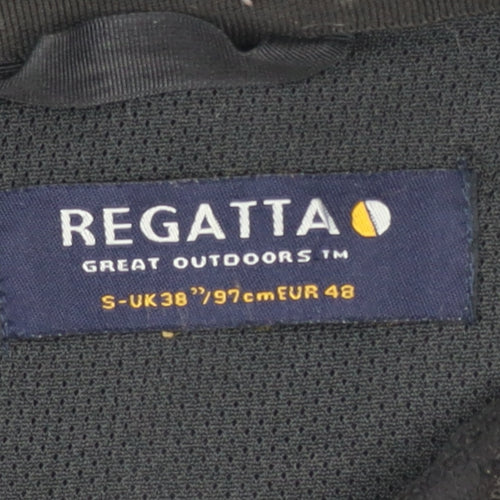 REGATTA
GREAT OUTDOORS ™
S-UK38"/97cmEUR 48